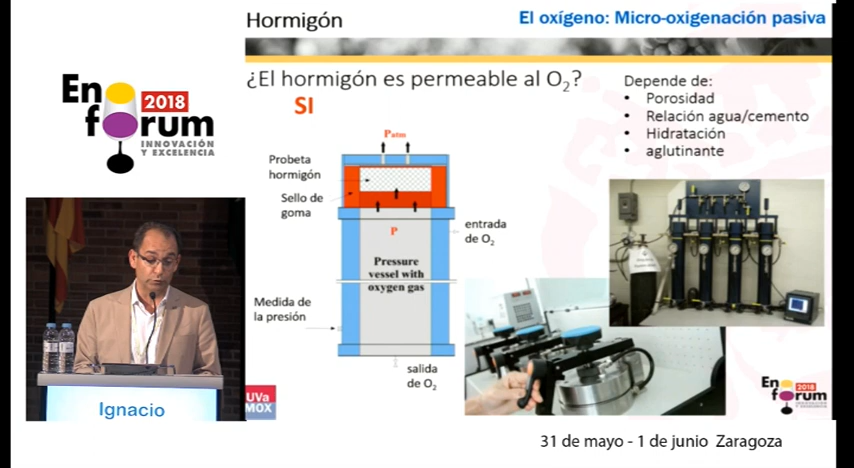 Hormigón
El oxígeno: Micro-oxigenación pasiva
Eno
2018
forum
INNOVACIÓN
Y EXCELENCIA
¿El hormigón es permeable al O₂?
SI
Depende de:
• Porosidad
• Relación agua/cemento
• Hidratación
• aglutinante
Patm
Probeta
hormigón
Sello de
goma
P
entrada
de O₂
Pressure
vessel with
oxygen gas
Medida de
la presión
salida
de O₂
Ignacio
UVa
MOX
Eno
2018
forum
31 de mayo - 1 de junio Zaragoza